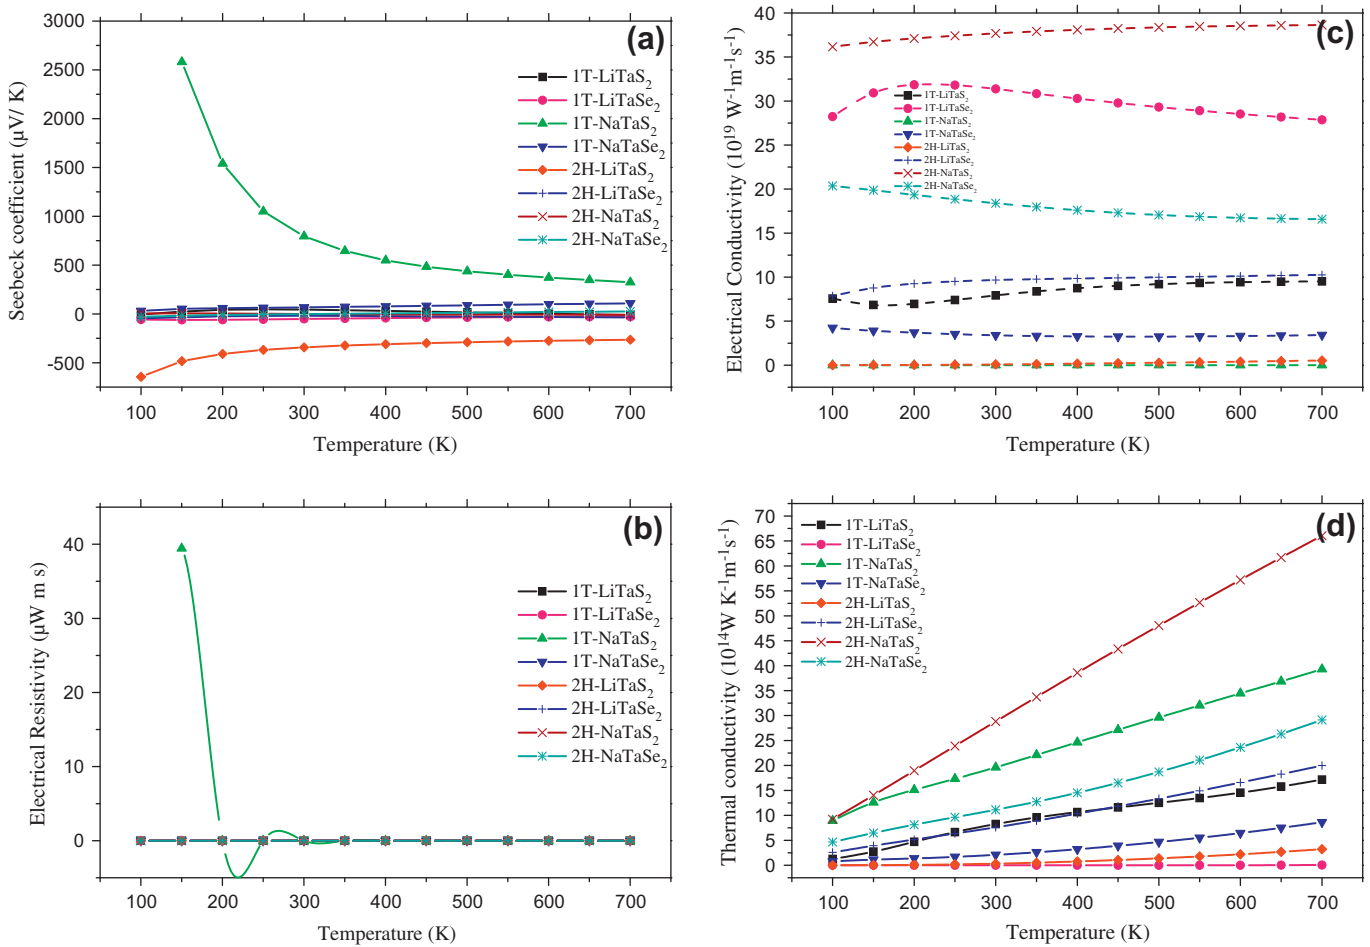 (a)
3000
2500
2000
1500
1000
500
0
-500
Seebeck coefficient (μV/ K)
1T-LiTaS2
1T-LiTaSe2
1T-NaTaS2
1T-NaTaSe2
2H-LiTaS2
2H-LiTaSe2
2H-NaTaS2
2H-NaTaSe2
100 200 300 400 500 600 700
Temperature (K)
(c)
40
35
30
25
20
15
10
5
0
Electrical Conductivity (10^19 W^-1m^-1s^-1)
1T-LiTaS2
1T-LiTaSe2
1T-NaTaS2
1T-NaTaSe2
2H-LiTaS2
2H-LiTaSe2
2H-NaTaS2
2H-NaTaSe2
100 200 300 400 500 600 700
Temperature (K)
(b)
40
30
20
10
0
Electrical Resistivity (μW m s)
1T-LiTaS2
1T-LiTaSe2
1T-NaTaS2
1T-NaTaSe2
2H-LiTaS2
2H-LiTaSe2
2H-NaTaS2
2H-NaTaSe2
100 200 300 400 500 600 700
Temperature (K)
(d)
70
65
60
55
50
45
40
35
30
25
20
15
10
5
0
Thermal conductivity (10^14W K^-1m^-1s^-1)
1T-LiTaS2
1T-LiTaSe2
1T-NaTaS2
1T-NaTaSe2
2H-LiTaS2
2H-LiTaSe2
2H-NaTaS2
2H-NaTaSe2
100 200 300 400 500 600 700
Temperature (K)